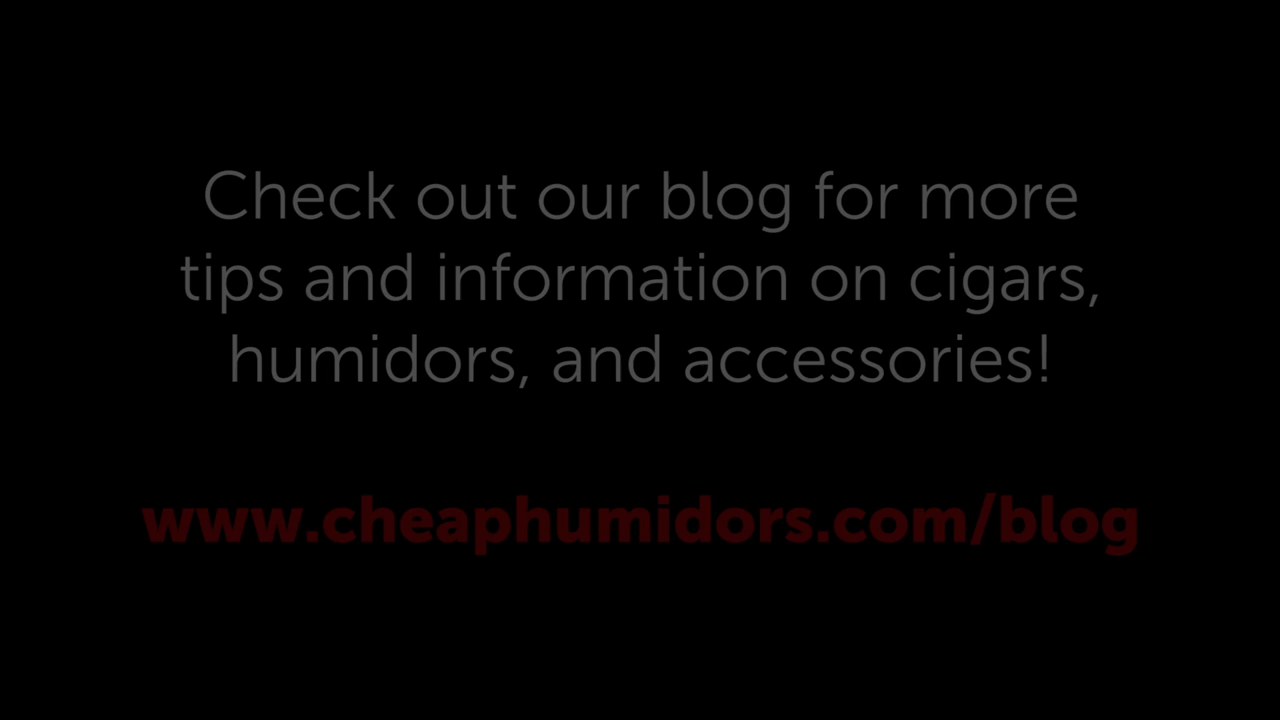 Check out our blog for more
tips and information on cigars,
humidors, and accessories!
www.cheaphumidors.com/blog